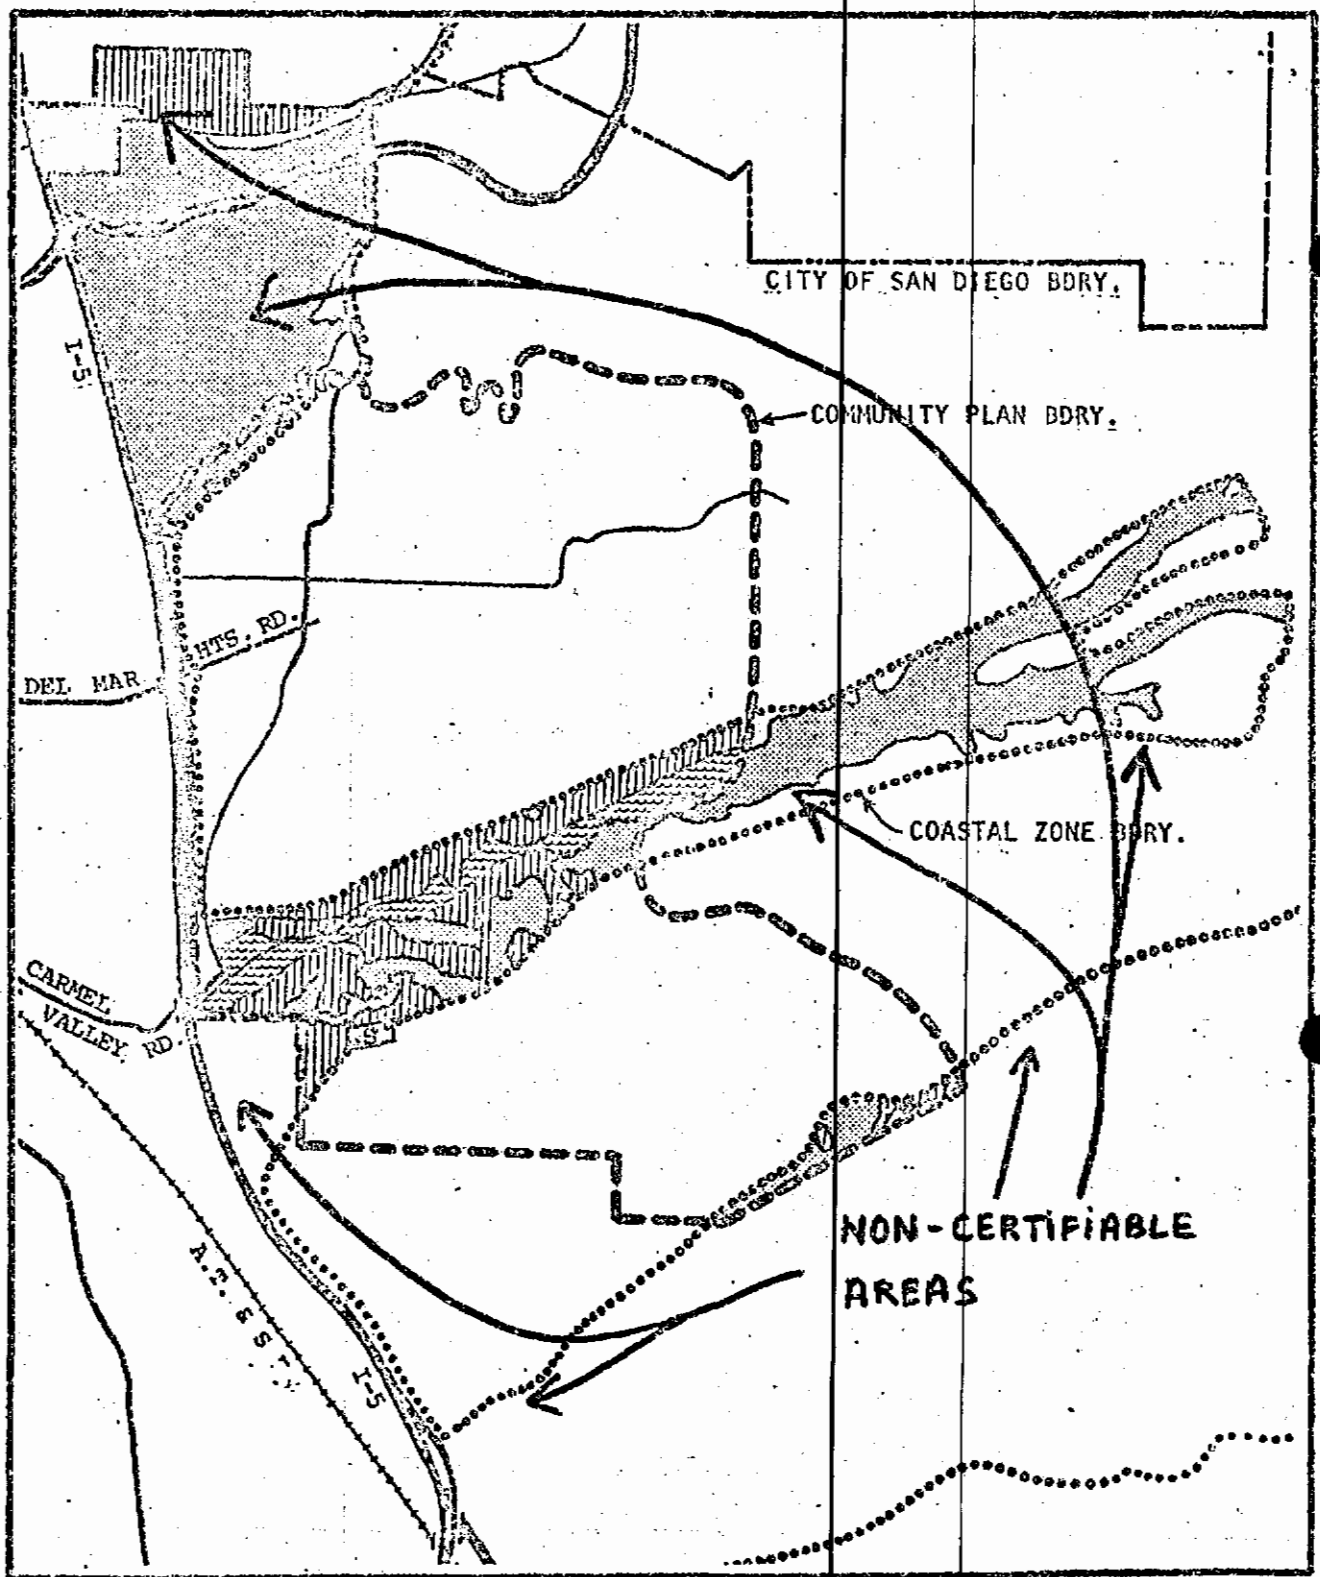 CITY OF SAN DIEGO BDRY.
I-5
COMMUNITY PLAN BDRY.
HTS. RD.
DEL MAR
COASTAL ZONE BDRY.
CARMEL
VALLEY RD.
NON-CERTIFIABLE
AREAS
I-5